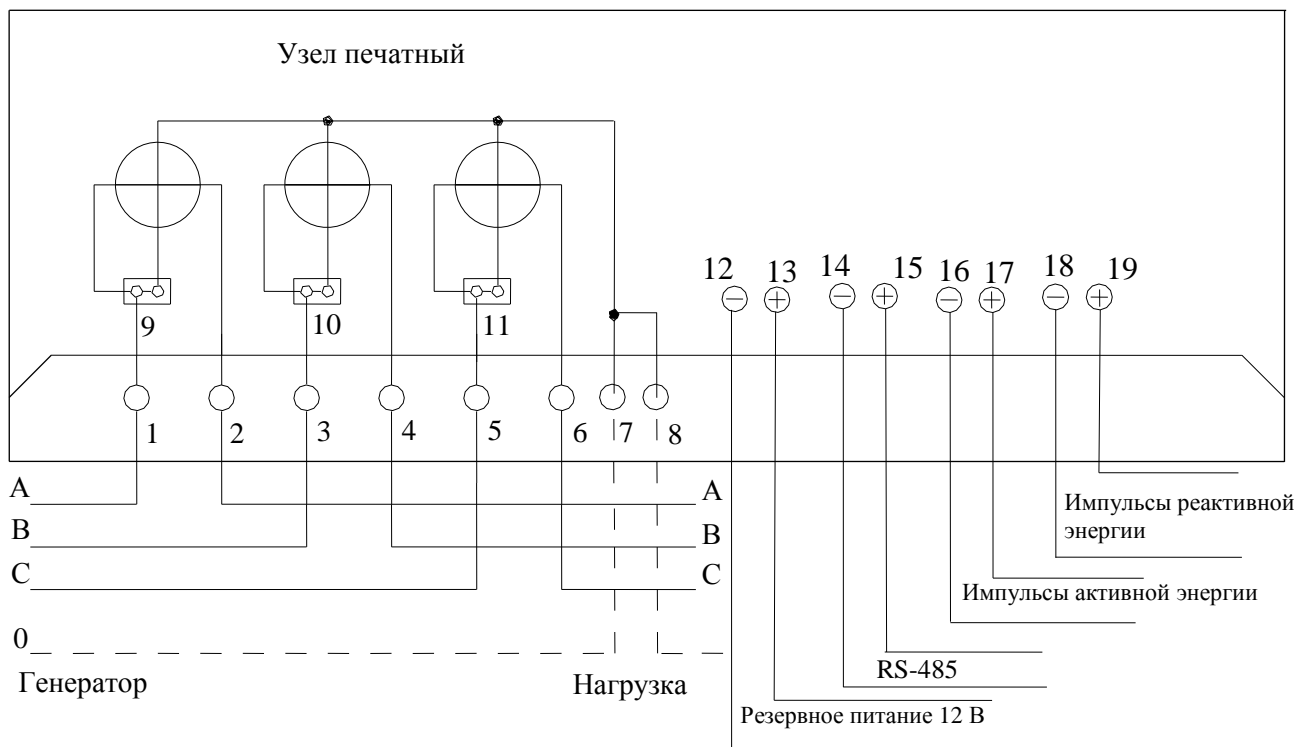 Узел печатный
12 13 14 15 16 17 18 19
9 10 11
1 2 3 4 5 6 7 8
A A
B B
C C
0
Генератор Нагрузка
Импульсы реактивной
энергии
Импульсы активной энергии
RS-485
Резервное питание 12 В